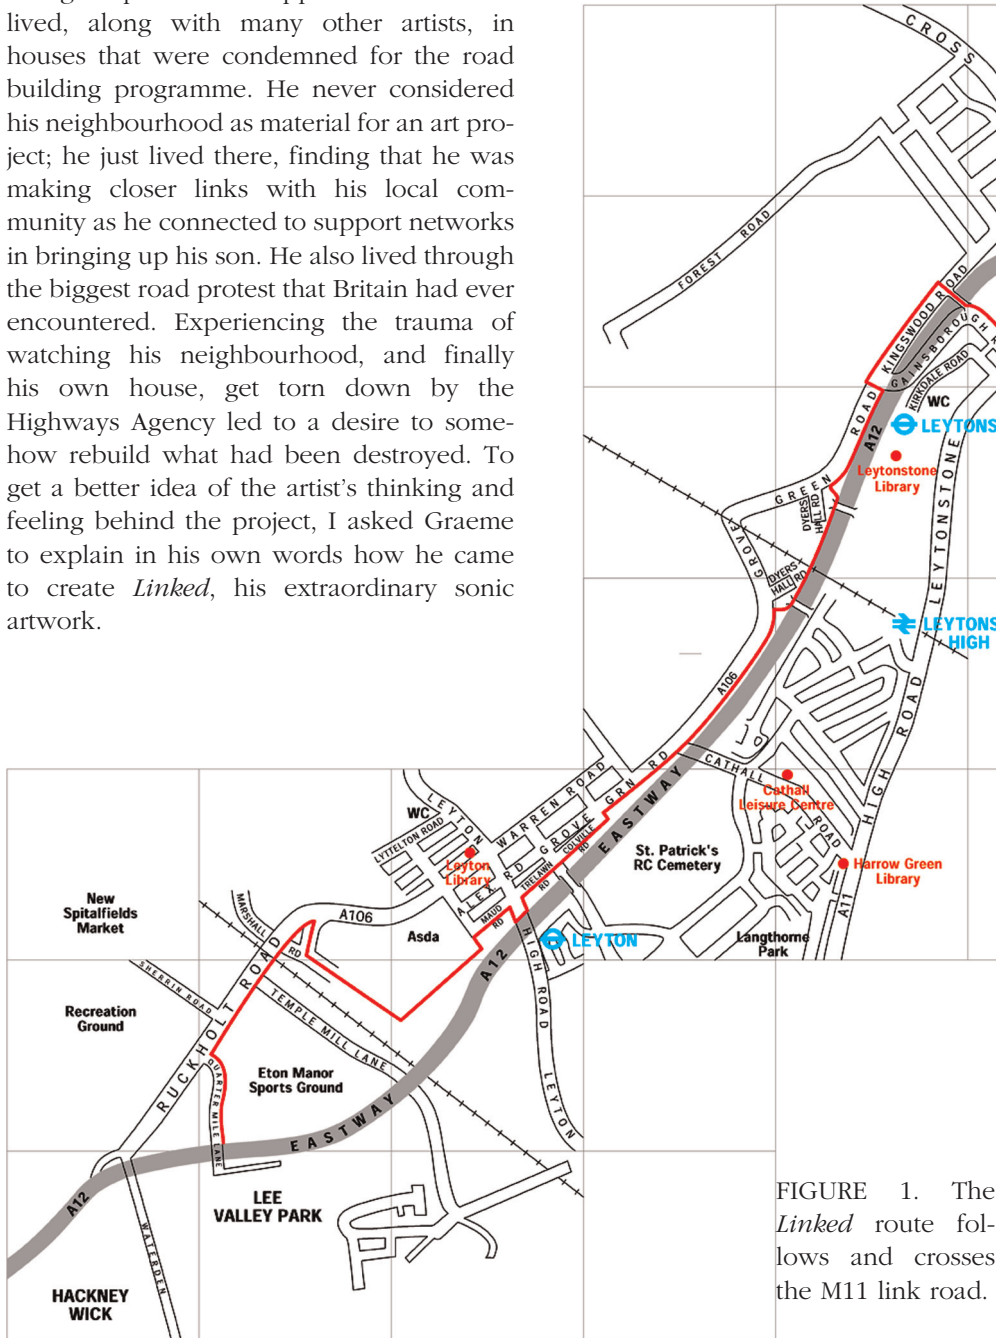 lived, along with many other artists, in
houses that were condemned for the road
building programme. He never considered
his neighbourhood as material for an art pro-
ject; he just lived there, finding that he was
making closer links with his local com-
munity as he connected to support networks
in bringing up his son. He also lived through
the biggest road protest that Britain had ever
encountered. Experiencing the trauma of
watching his neighbourhood, and finally
his own house, get torn down by the
Highways Agency led to a desire to some-
how rebuild what had been destroyed. To
get a better idea of the artist's thinking and
feeling behind the project, I asked Graeme
to explain in his own words how he came
to create Linked, his extraordinary sonic
artwork.
CROSS
FOREST ROAD
KINGSWOOD ROAD
GAINSBOROUGH R
KIRKDALE ROAD
WC
LEYTONS
Leytonstone
Library
A12
GROVE GREEN ROAD
DYERS
HALL RD
DYERS
HALL RD
LEYTONS
HIGH
HIGH ROAD LEYTONSTONE
A106
CATHALL ROAD
Cathall
Leisure Centre
Harrow Green
Library
A11
St. Patrick's
RC Cemetery
Langthorne
Park
EASTWAY
GROVE GRN RD
WARREN ROAD
COLVILLE
RD
TRELAWN
RD
ALEX RD
MAUD
RD
LEYTON
WC
LYTTELTON ROAD
Leyton
Library
A106
Asda
LEYTON
A12
HIGH ROAD LEYTON
MARSHALL
RD
New
Spitalfields
Market
SHERRIN ROAD
Recreation
Ground
RUCKHOLT ROAD
TEMPLE MILL LANE
Eton Manor
Sports Ground
QUARTER MILE LANE
EASTWAY
A12
LEE
VALLEY PARK
WATERDEN
HACKNEY
WICK
FIGURE 1. The
Linked route fol-
lows and crosses
the M11 link road.